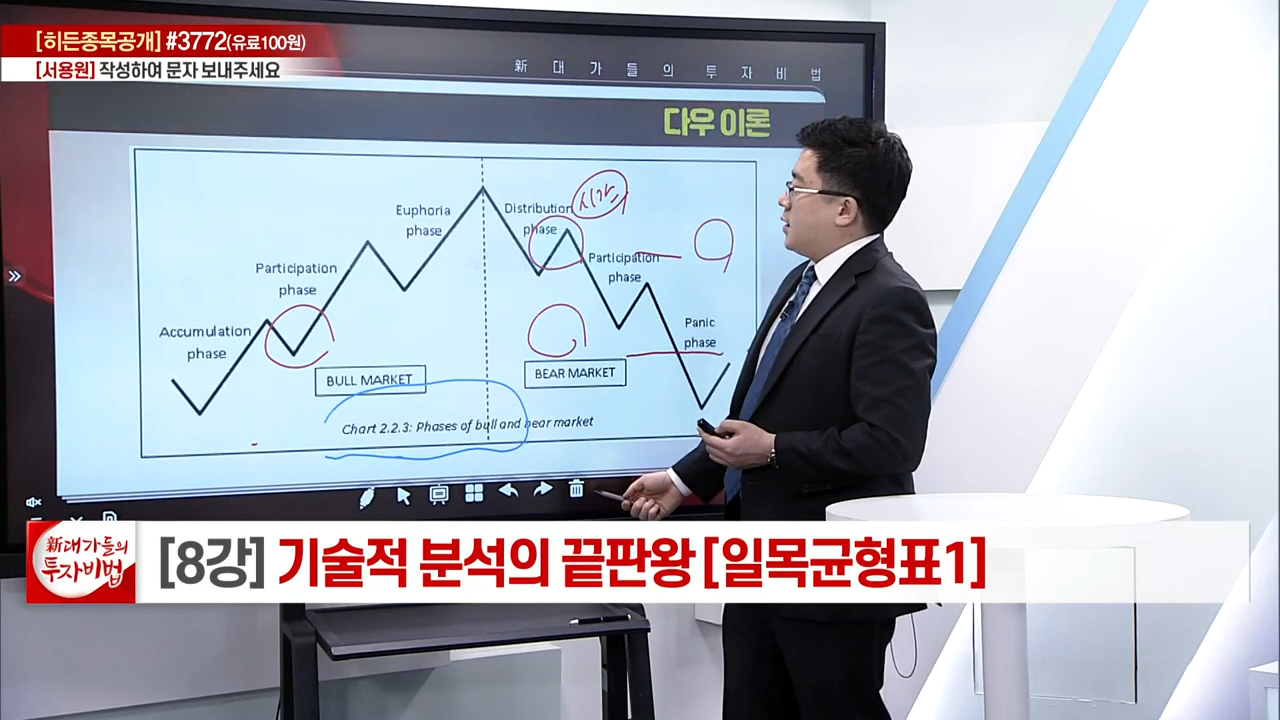 [히든종목공개] #3772(유료100원)
[서용원] 작성하여 문자 보내주세요
新 대 가 들 의 투 자 비 법
다우 이론
Euphoria
phase
Distribution
phase
시간
Participation
phase
Participation
phase
Accumulation
phase
Panic
phase
BULL MARKET
BEAR MARKET
Chart 2.2.3: Phases of bull and bear market
新대가들의
투자비법
[8강] 기술적 분석의 끝판왕 [일목균형표1]